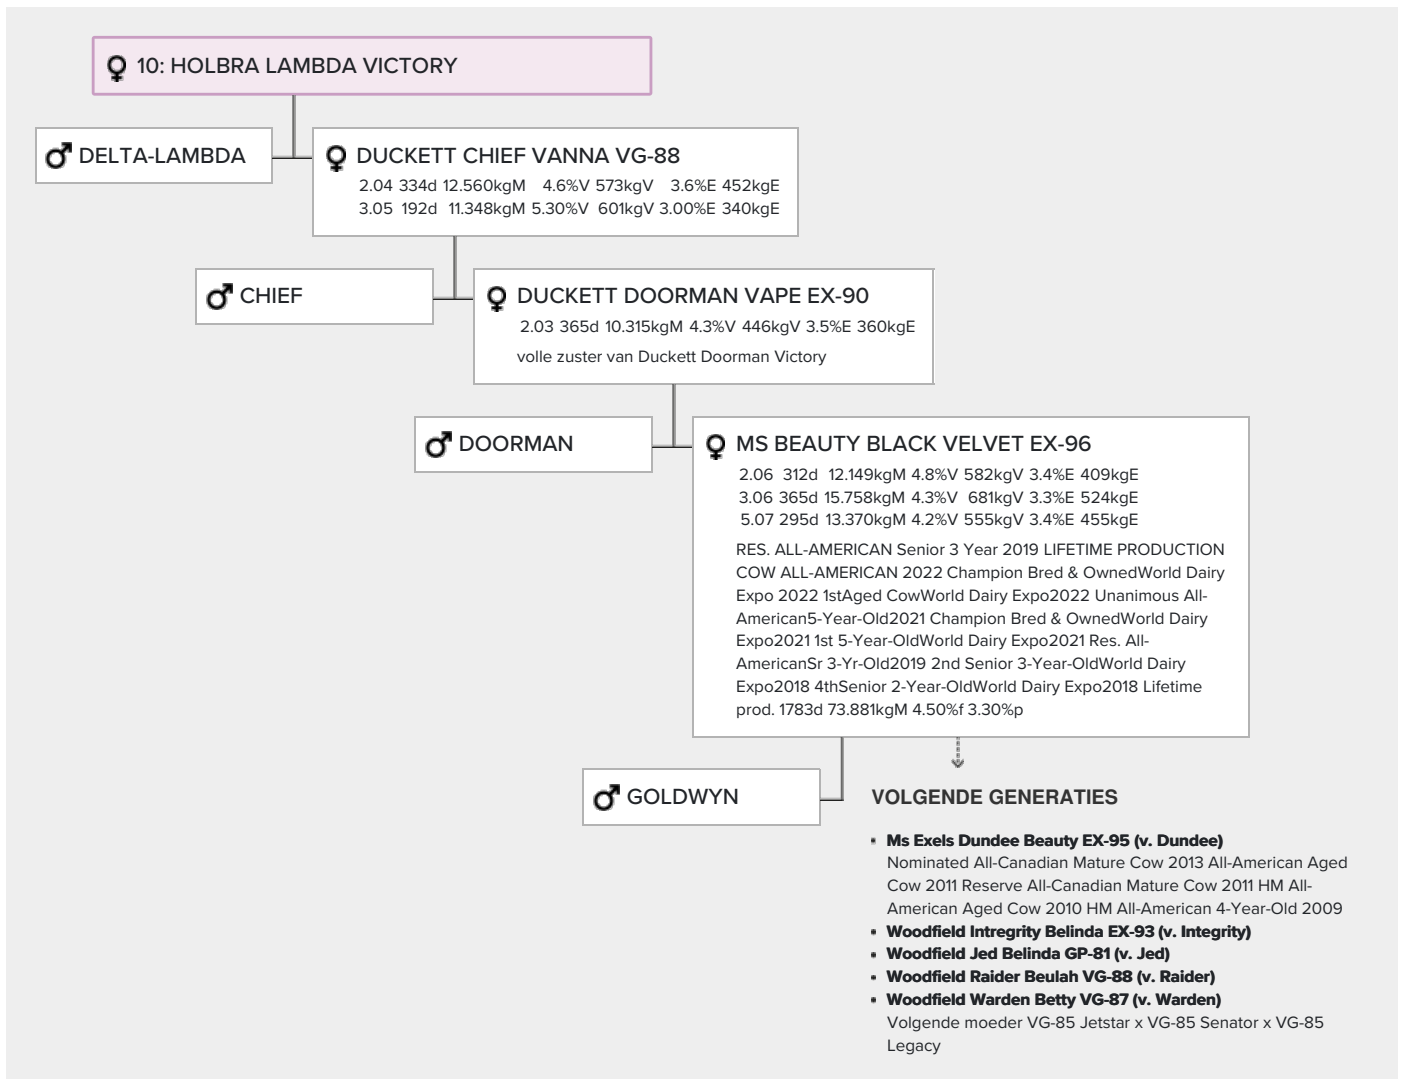 10: HOLBRA LAMBDA VICTORY
DELTA-LAMBDA
DUCKETT CHIEF VANNA VG-88
2.04 334d 12.560kgM 4.6%V 573kgV 3.6%E 452kgE
3.05 192d 11.348kgM 5.30%V 601kgV 3.00%E 340kgE
CHIEF
DUCKETT DOORMAN VAPE EX-90
2.03 365d 10.315kgM 4.3%V 446kgV 3.5%E 360kgE
volle zuster van Duckett Doorman Victory
DOORMAN
MS BEAUTY BLACK VELVET EX-96
2.06 312d 12.149kgM 4.8%V 582kgV 3.4%E 409kgE
3.06 365d 15.758kgM 4.3%V 681kgV 3.3%E 524kgE
5.07 295d 13.370kgM 4.2%V 555kgV 3.4%E 455kgE
RES. ALL-AMERICAN Senior 3 Year 2019 LIFETIME PRODUCTION
COW ALL-AMERICAN 2022 Champion Bred & OwnedWorld Dairy
Expo 2022 1stAged CowWorld Dairy Expo2022 Unanimous All-
American5-Year-Old2021 Champion Bred & OwnedWorld Dairy
Expo2021 1st 5-Year-OldWorld Dairy Expo2021 Res. All-
AmericanSr 3-Yr-Old2019 2nd Senior 3-Year-OldWorld Dairy
Expo2018 4thSenior 2-Year-OldWorld Dairy Expo2018 Lifetime
prod. 1783d 73.881kgM 4.50%f 3.30%p
GOLDWYN
VOLGENDE GENERATIES
Ms Exels Dundee Beauty EX-95 (v. Dundee)
Nominated All-Canadian Mature Cow 2013 All-American Aged
Cow 2011 Reserve All-Canadian Mature Cow 2011 HM All-
American Aged Cow 2010 HM All-American 4-Year-Old 2009
Woodfield Intregrity Belinda EX-93 (v. Integrity)
Woodfield Jed Belinda GP-81 (v. Jed)
Woodfield Raider Beulah VG-88 (v. Raider)
Woodfield Warden Betty VG-87 (v. Warden)
Volgende moeder VG-85 Jetstar x VG-85 Senator x VG-85
Legacy